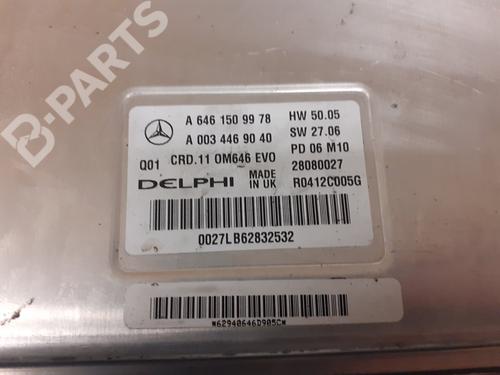 B-PARTS
A 646 150 99 78 HW 50.05
A 003 446 90 40 SW 27.06
Q01 CRD.11 OM646 EVO PD 06 M10
DELPHI MADE IN UK 28080027
R0412C005G
0027LB62832532
W62940646D905CW